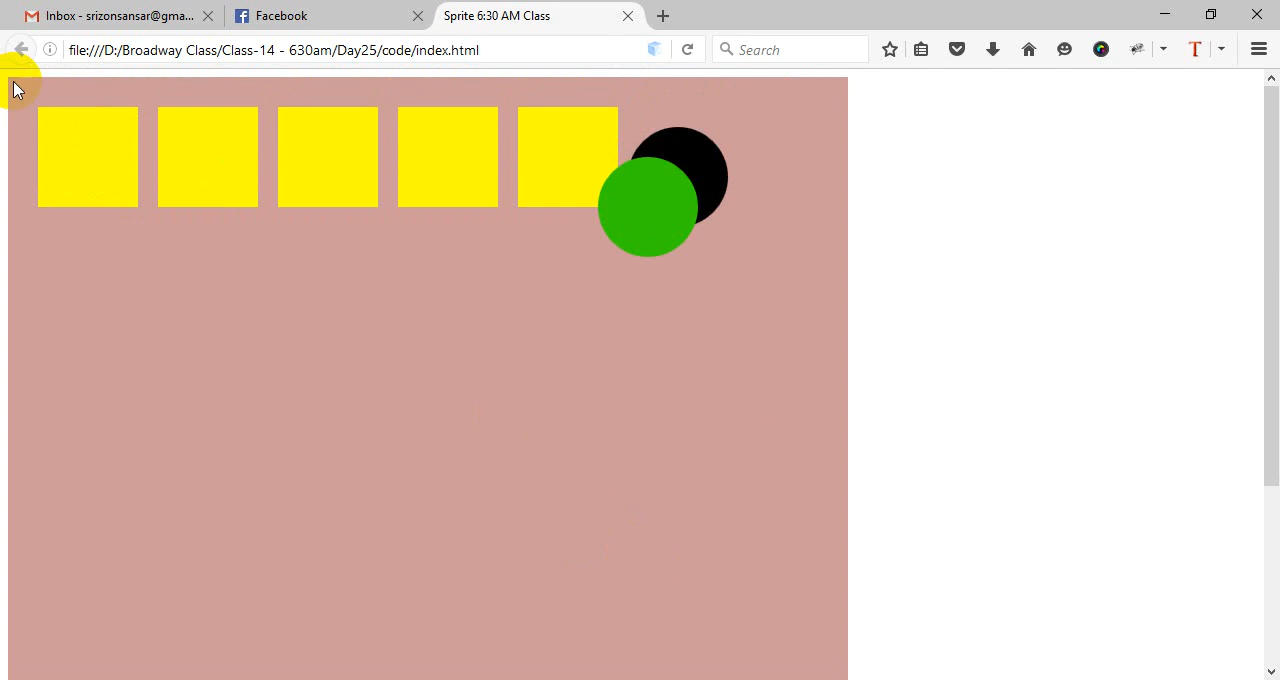 Inbox - srizonsansar@gma...
Facebook
Sprite 6:30 AM Class
file:///D:/Broadway Class/Class-14 - 630am/Day25/code/index.html
Search
T